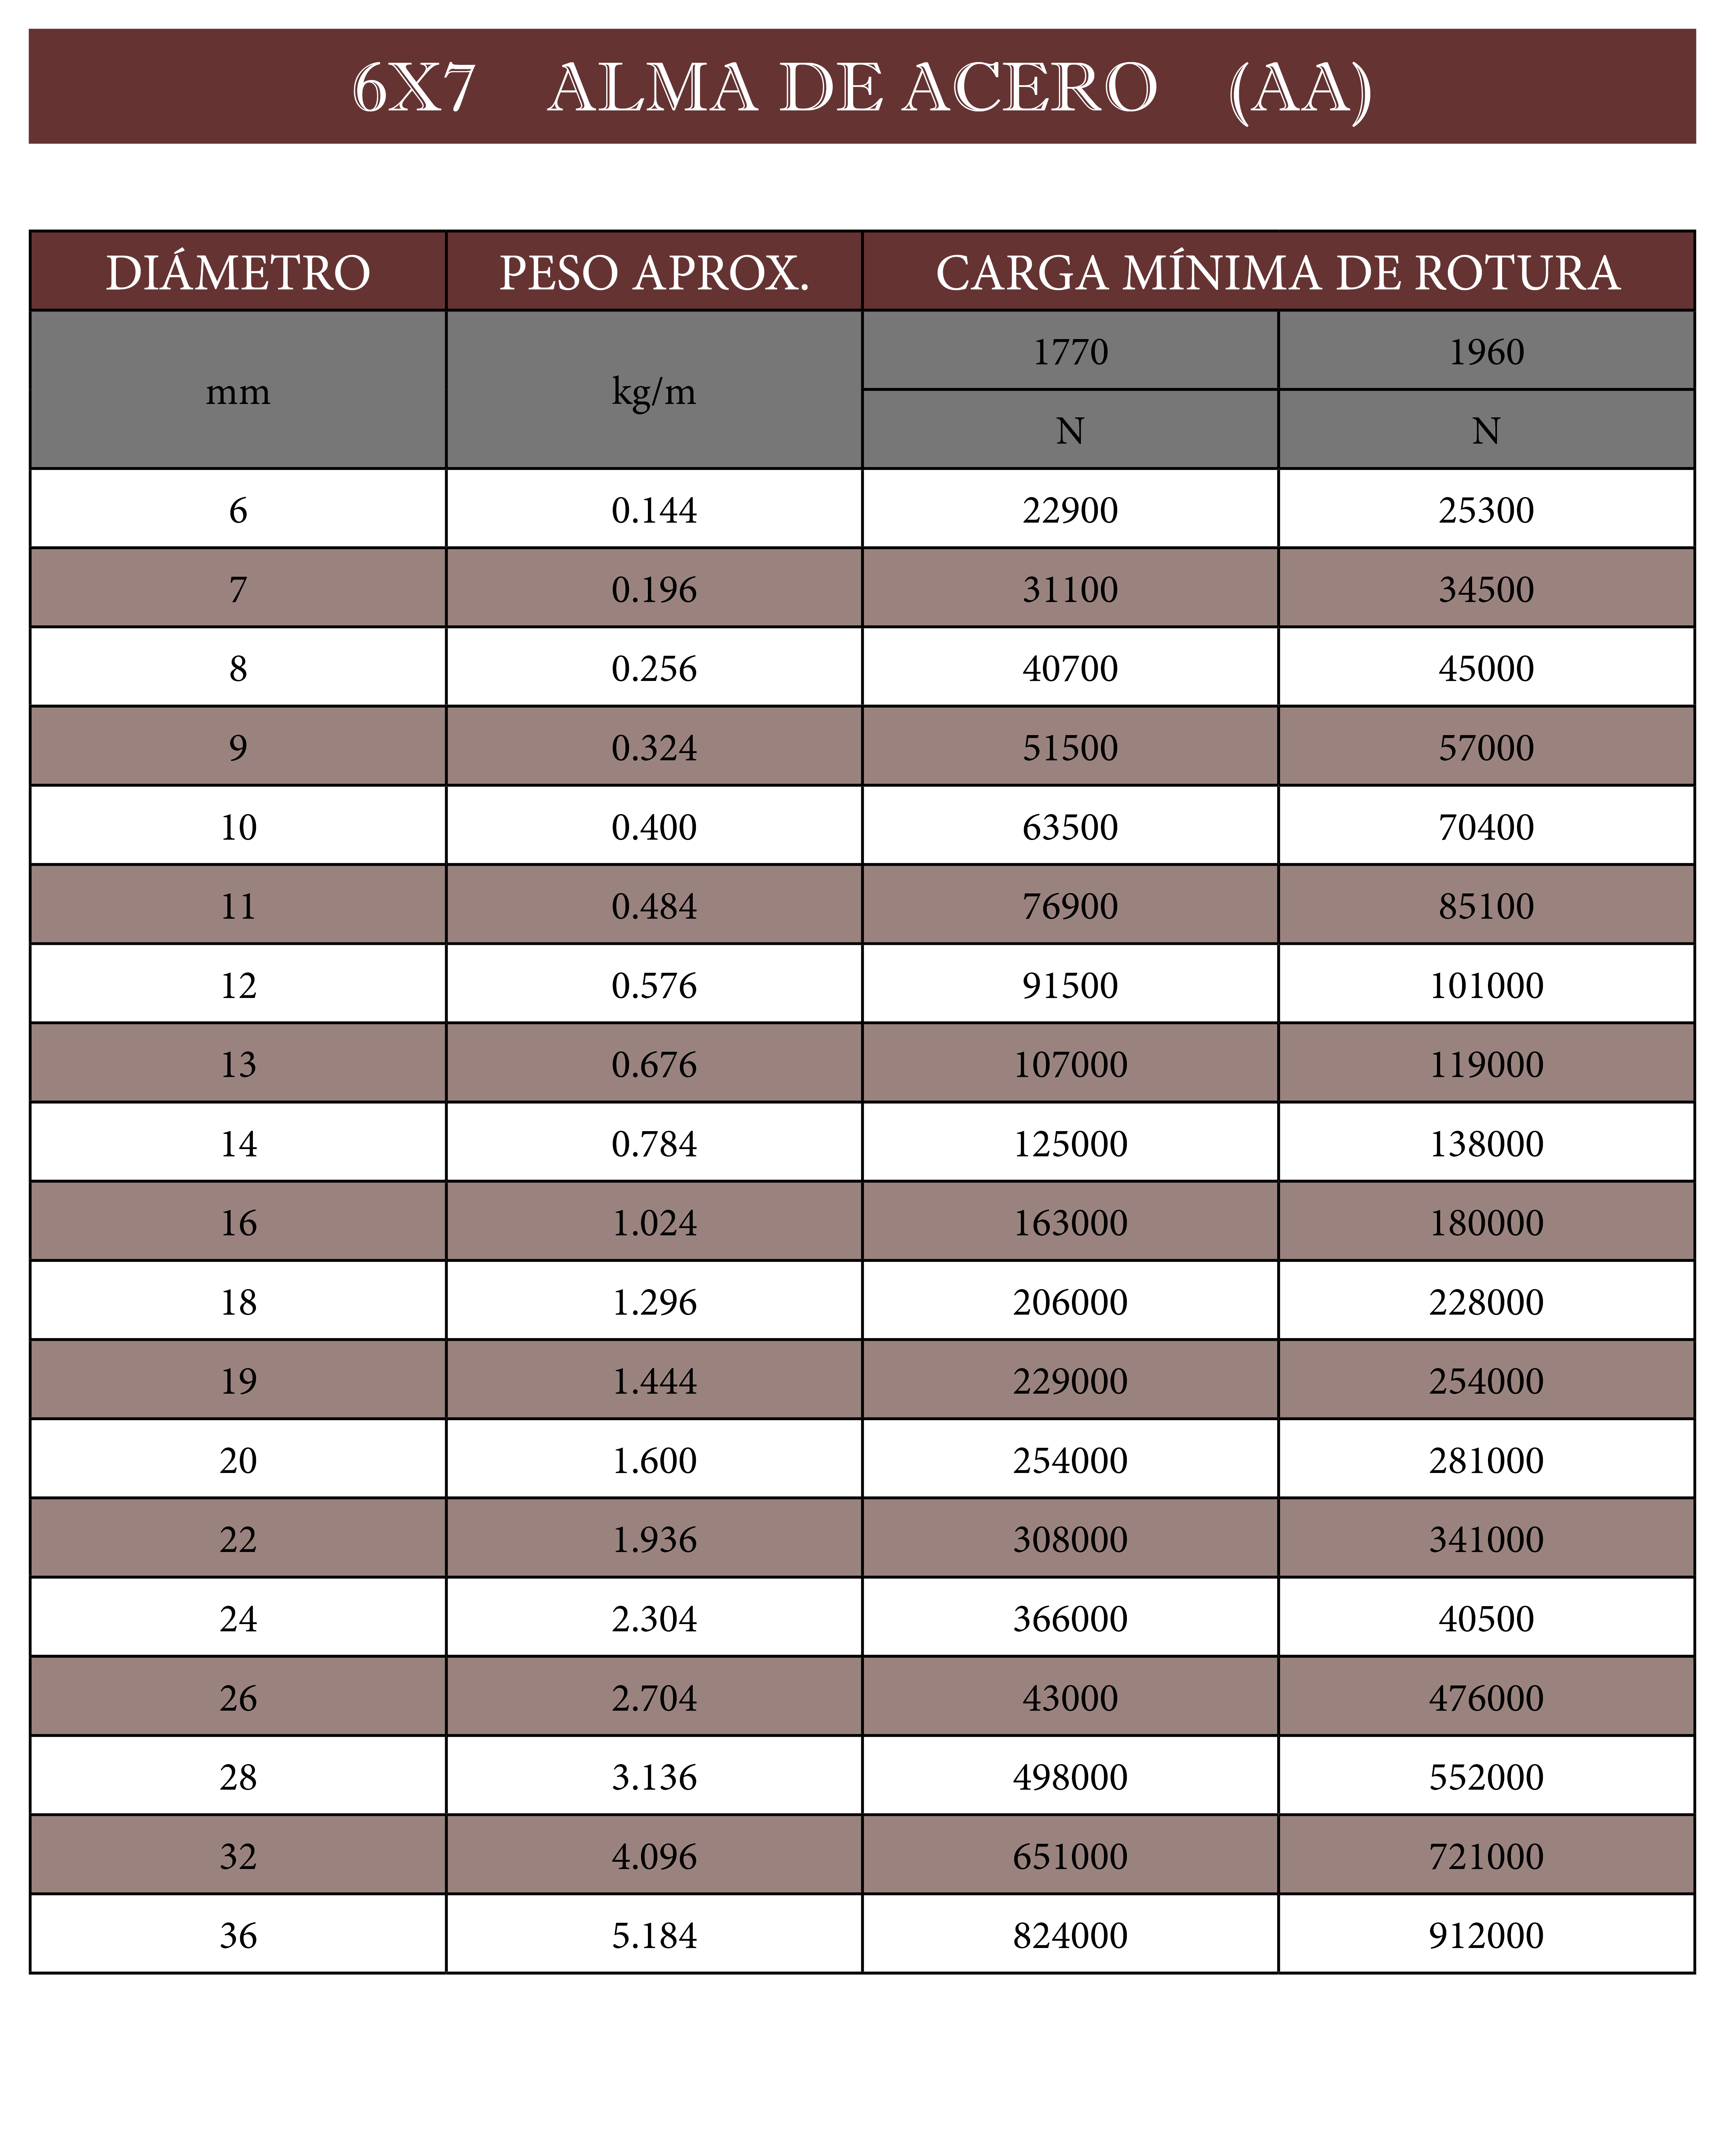 6X7 ALMA DE ACERO (AA)
DIÁMETRO PESO APROX. CARGA MÍNIMA DE ROTURA
mm kg/m 1770 1960
N N
6 0.144 22900 25300
7 0.196 31100 34500
8 0.256 40700 45000
9 0.324 51500 57000
10 0.400 63500 70400
11 0.484 76900 85100
12 0.576 91500 101000
13 0.676 107000 119000
14 0.784 125000 138000
16 1.024 163000 180000
18 1.296 206000 228000
19 1.444 229000 254000
20 1.600 254000 281000
22 1.936 308000 341000
24 2.304 366000 40500
26 2.704 43000 476000
28 3.136 498000 552000
32 4.096 651000 721000
36 5.184 824000 912000